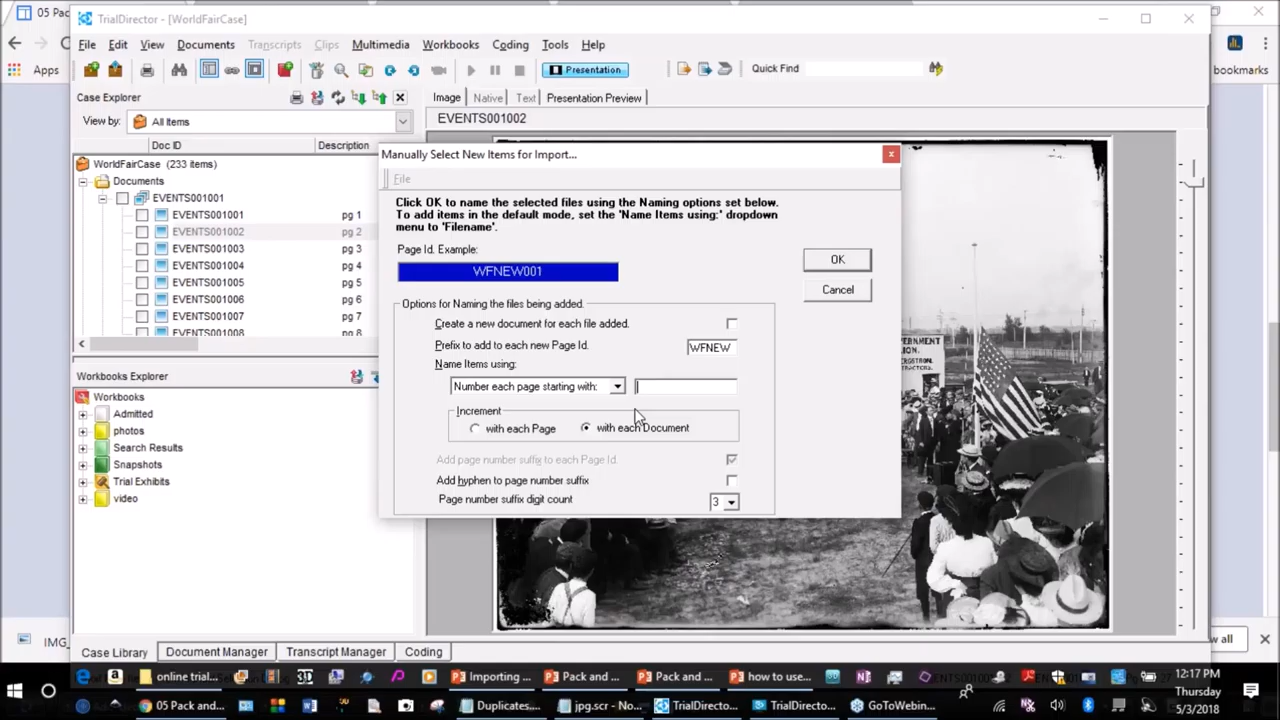 05 Pack
TrialDirector - [WorldFairCase]
File Edit View Documents Transcripts Clips Multimedia Workbooks Coding Tools Help
Apps
Presentation
Quick Find
bookmarks
Case Explorer
Image Native Text Presentation Preview
View by: All Items
EVENTS001002
Doc ID Description
WorldFairCase (233 items)
Documents
EVENTS001001
EVENTS001001 pg 1
EVENTS001002 pg 2
EVENTS001003 pg 3
EVENTS001004 pg 4
EVENTS001005 pg 5
EVENTS001006 pg 6
EVENTS001007 pg 7
EVENTS001008 pg 8
Workbooks Explorer
Workbooks
Admitted
photos
Search Results
Snapshots
Trial Exhibits
video
Manually Select New Items for Import...
File
Click OK to name the selected files using the Naming options set below.
To add items in the default mode, set the 'Name Items using:' dropdown
menu to 'Filename'.
Page Id. Example:
WFNEW001
OK
Cancel
Options for Naming the files being added.
Create a new document for each file added.
Prefix to add to each new Page Id. WFNEW
Name Items using:
Number each page starting with:
Increment
with each Page with each Document
Add page number suffix to each Page Id.
Add hyphen to page number suffix
Page number suffix digit count 3
Case Library Document Manager Transcript Manager Coding
IMG_
online trial...
Importing ...
Pack and ...
Pack and ...
how to use...
12:17 PM
Thursday
5/3/2018
05 Pack and...
Duplicates,...
jpg.scr - No...
TrialDirecto...
TrialDirecto...
GoToWebin...